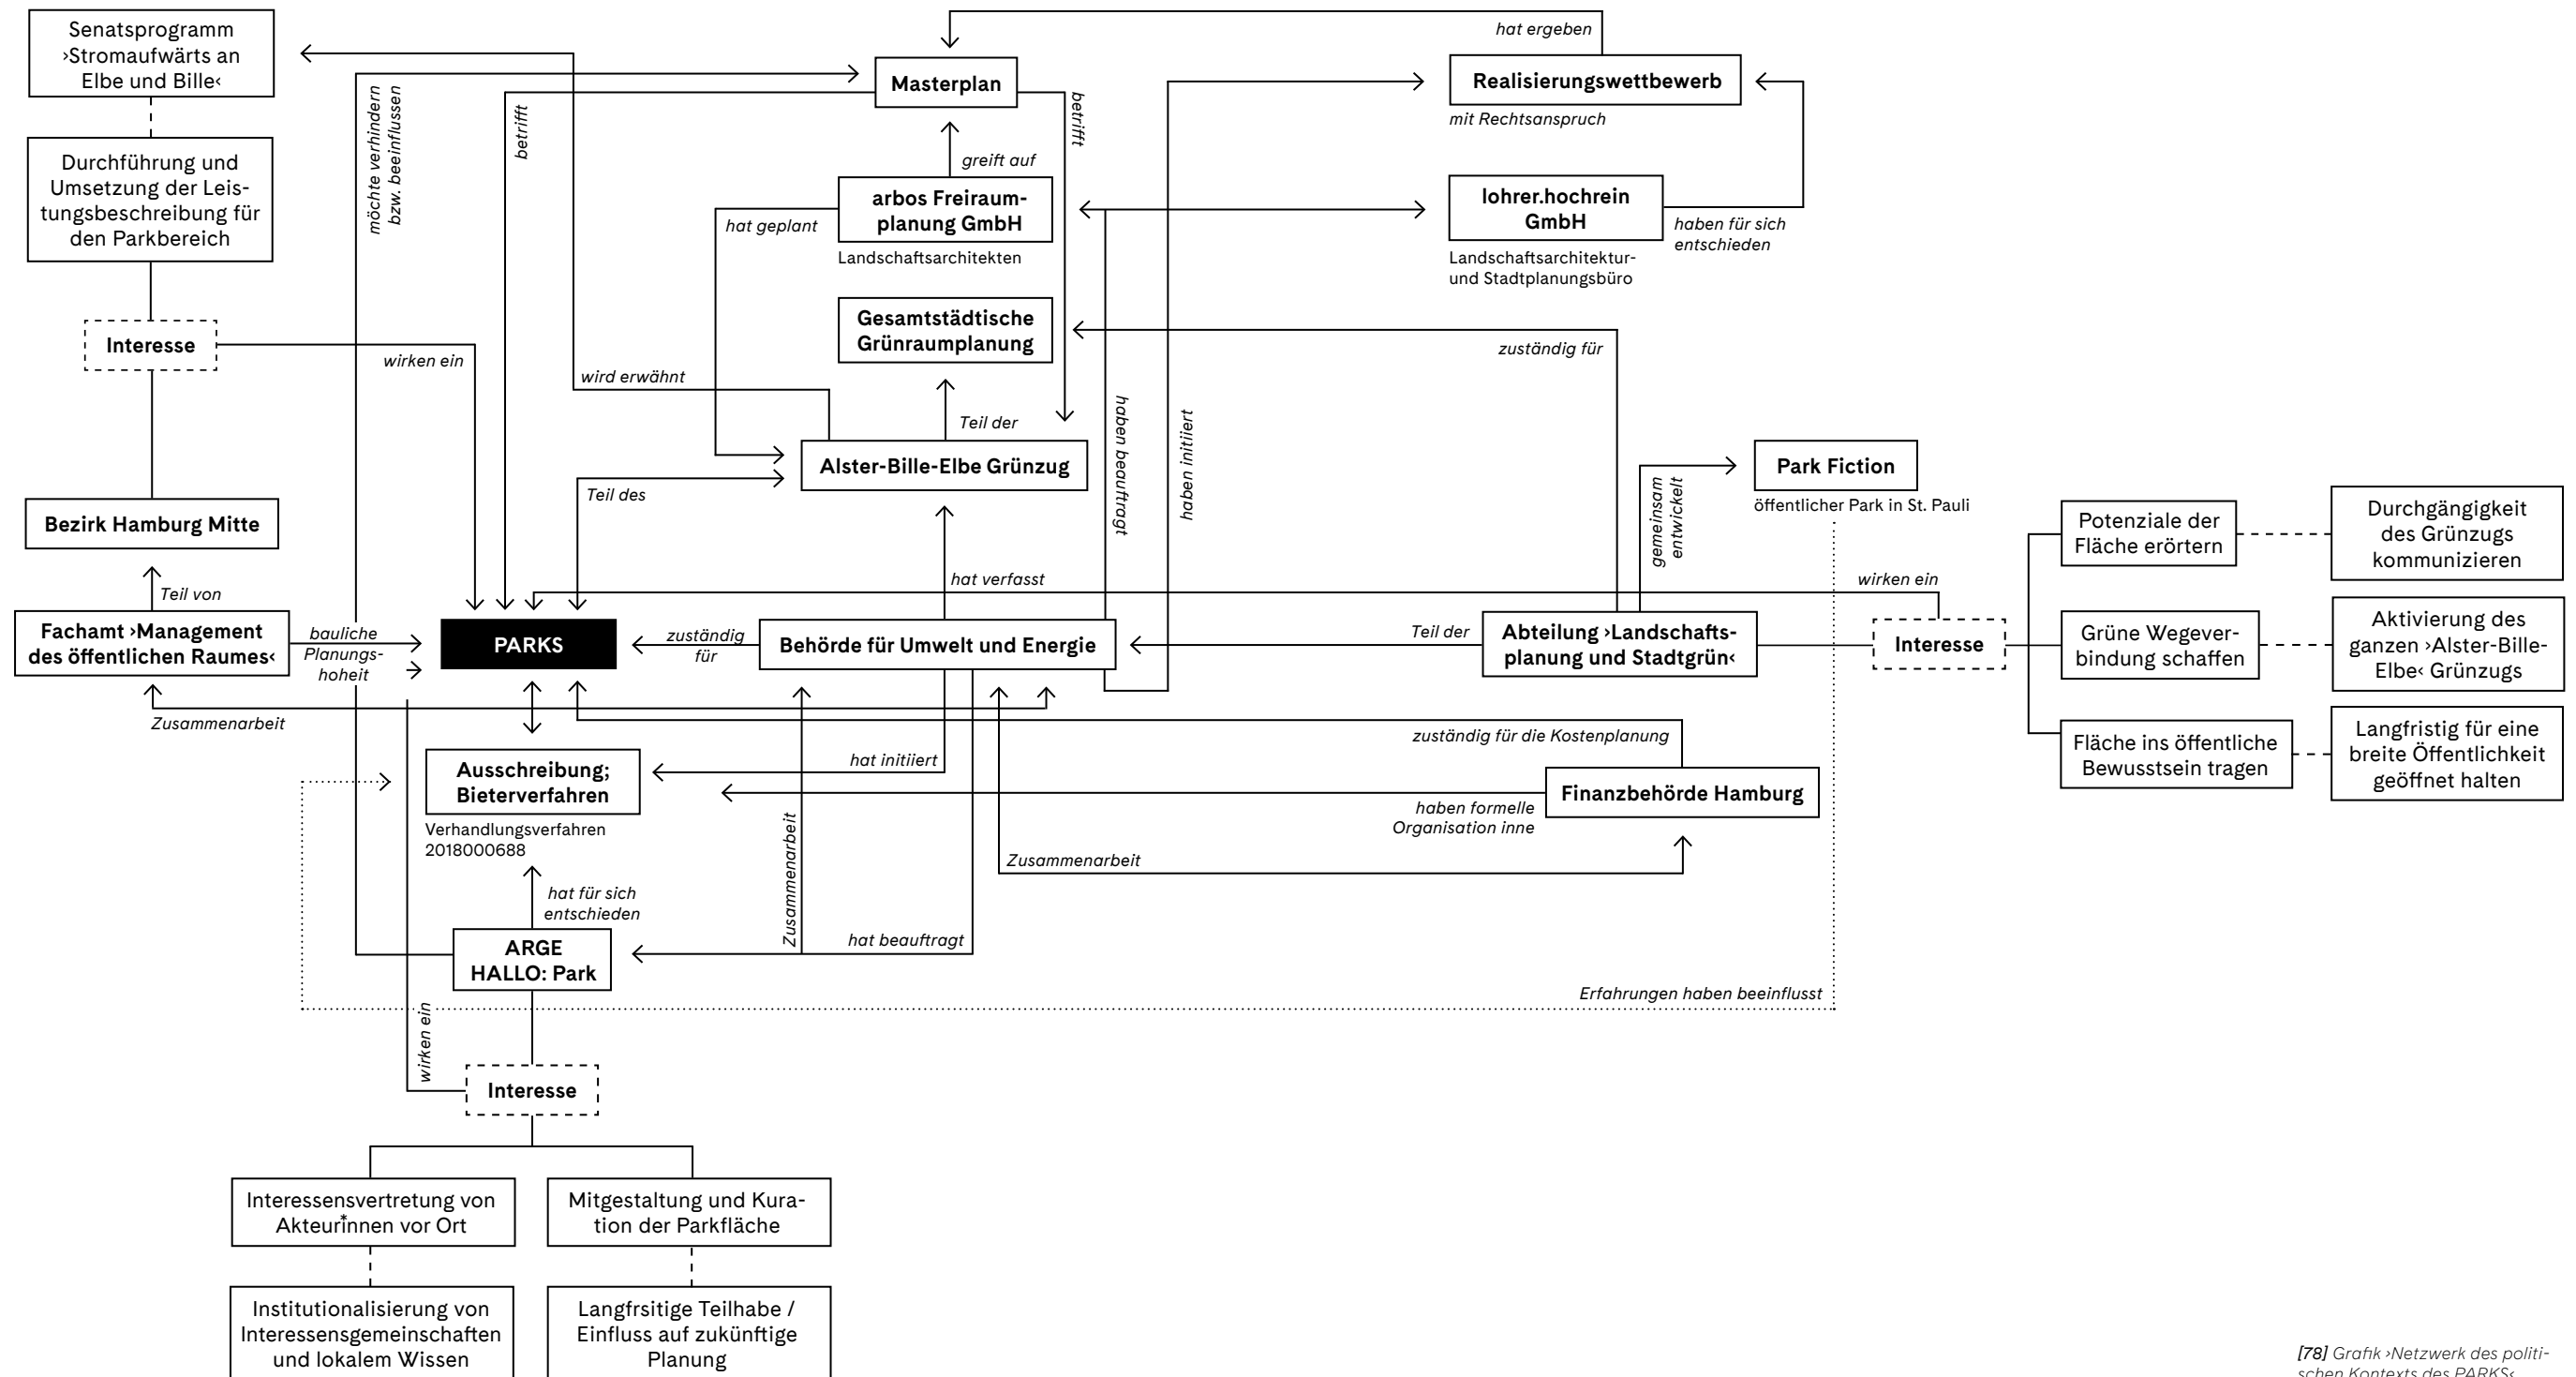 Senatsprogramm
›Stromaufwärts an
Elbe und Bille‹
Durchführung und
Umsetzung der Leis-
tungsbeschreibung für
den Parkbereich
Interesse
wirken ein
Bezirk Hamburg Mitte
Teil von
Fachamt ›Management
des öffentlichen Raumes‹
bauliche
Planungs-
hoheit
Zusammenarbeit
möchte verhindern
bzw. beeinflussen
betrifft
Masterplan
betrifft
hat ergeben
Realisierungswettbewerb
mit Rechtsanspruch
greift auf
arbos Freiraum-
planung GmbH
Landschaftsarchitekten
hat geplant
lohrer.hochrein
GmbH
Landschaftsarchitektur-
und Stadtplanungsbüro
haben für sich
entschieden
Gesamtstädtische
Grünraumplanung
zuständig für
wird erwähnt
Teil der
Alster-Bille-Elbe Grünzug
Teil des
haben beauftragt
haben initiiert
hat verfasst
PARKS
zuständig
für
Behörde für Umwelt und Energie
Teil der
Abteilung ›Landschafts-
planung und Stadtgrün‹
gemeinsam
entwickelt
Park Fiction
öffentlicher Park in St. Pauli
wirken ein
Interesse
Potenziale der
Fläche erörtern
Durchgängigkeit
des Grünzugs
kommunizieren
Grüne Wegever-
bindung schaffen
Aktivierung des
ganzen ›Alster-Bille-
Elbe‹ Grünzugs
Fläche ins öffentliche
Bewusstsein tragen
Langfristig für eine
breite Öffentlichkeit
geöffnet halten
zuständig für die Kostenplanung
Finanzbehörde Hamburg
haben formelle
Organisation inne
Zusammenarbeit
hat initiiert
Ausschreibung;
Bieterverfahren
Verhandlungsverfahren
2018000688
Zusammenarbeit
hat für sich
entschieden
hat beauftragt
ARGE
HALLO: Park
Erfahrungen haben beeinflusst
wirken ein
Interesse
Interessensvertretung von
Akteur*innen vor Ort
Mitgestaltung und Kura-
tion der Parkfläche
Institutionalisierung von
Interessensgemeinschaften
und lokalem Wissen
Langfrsitige Teilhabe /
Einfluss auf zukünftige
Planung
[78] Grafik ›Netzwerk des politi-
schen Kontexts des PARKS‹